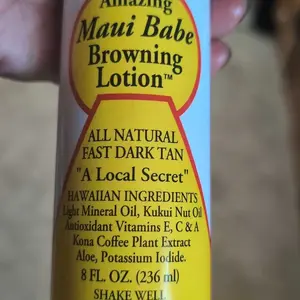 Amazing
Maui Babe
Browning
Lotion™
ALL NATURAL
FAST DARK TAN
"A Local Secret"
HAWAIIAN INGREDIENTS
Light Mineral Oil, Kukui Nut Oil
Antioxidant Vitamins E, C & A
Kona Coffee Plant Extract
Aloe, Potassium Iodide.
8 FL. OZ. (236 ml)
SHAKE WELL